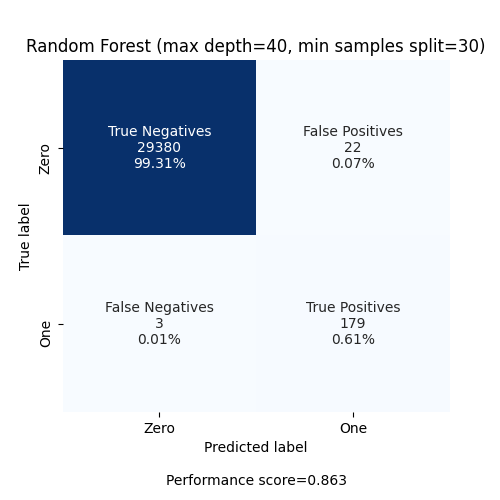 Random Forest (max depth=40, min samples split=30)
True Negatives
29380
99.31%
False Positives
22
0.07%
False Negatives
3
0.01%
True Positives
179
0.61%
Zero
One
True label
Zero
One
Predicted label
Performance score=0.863